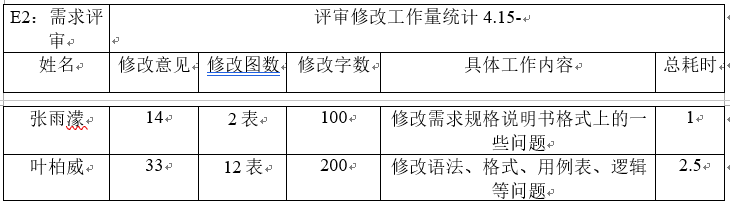 E2：需求评审
评审修改工作量统计 4.15-
姓名 修改意见 修改图数 修改字数 具体工作内容 总耗时
张雨濛 14 2 表 100 修改需求规格说明书格式上的一些问题 1
叶柏威 33 12 表 200 修改语法、格式、用例表、逻辑等问题 2.5